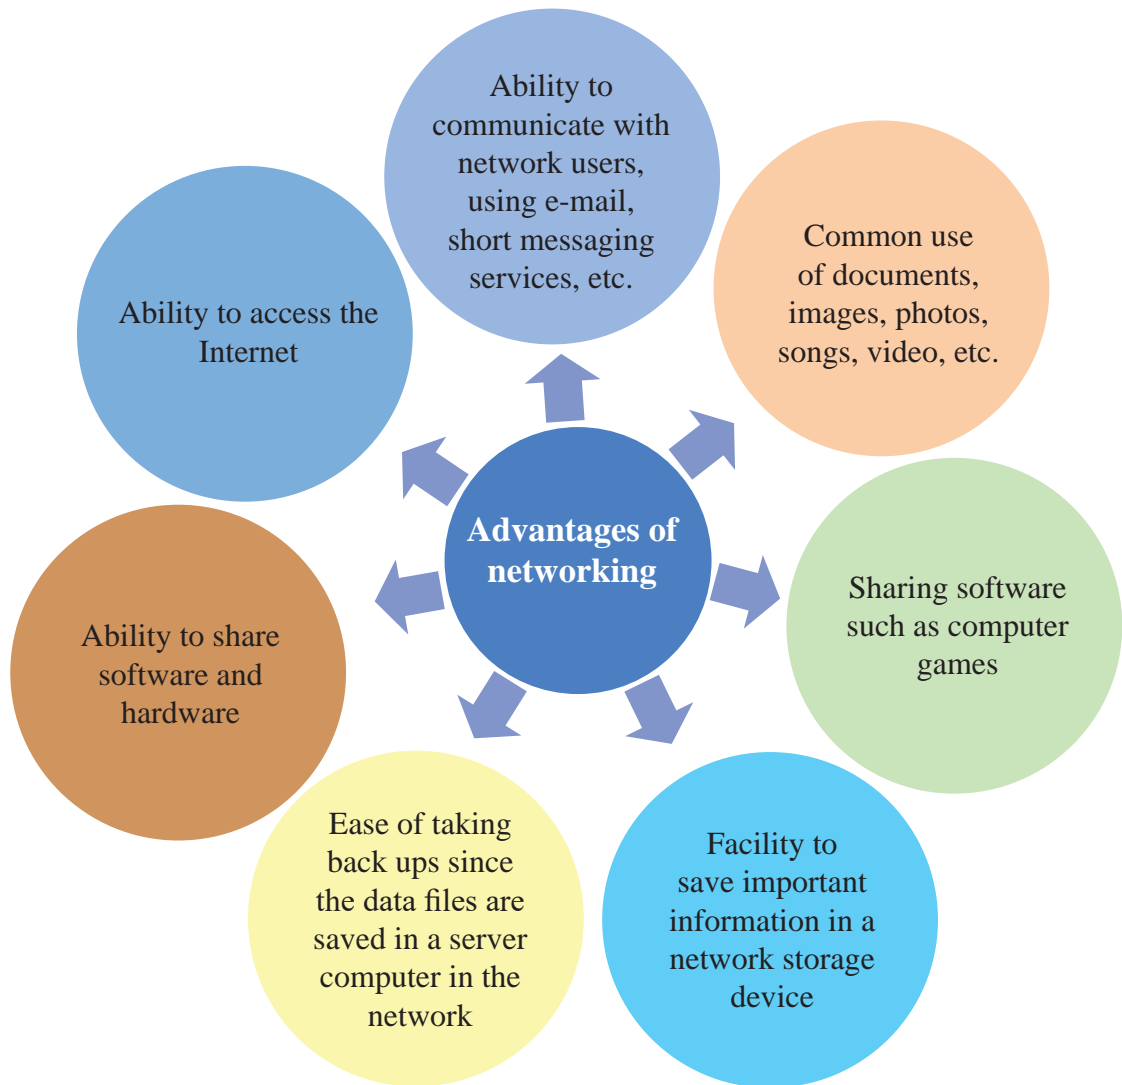 Ability to
communicate with
network users,
using e-mail,
short messaging
services, etc.
Common use
of documents,
images, photos,
songs, video, etc.
Ability to access the
Internet
Advantages of
networking
Sharing software
such as computer
games
Ability to share
software and
hardware
Ease of taking
back ups since
the data files are
saved in a server
computer in the
network
Facility to
save important
information in a
network storage
device